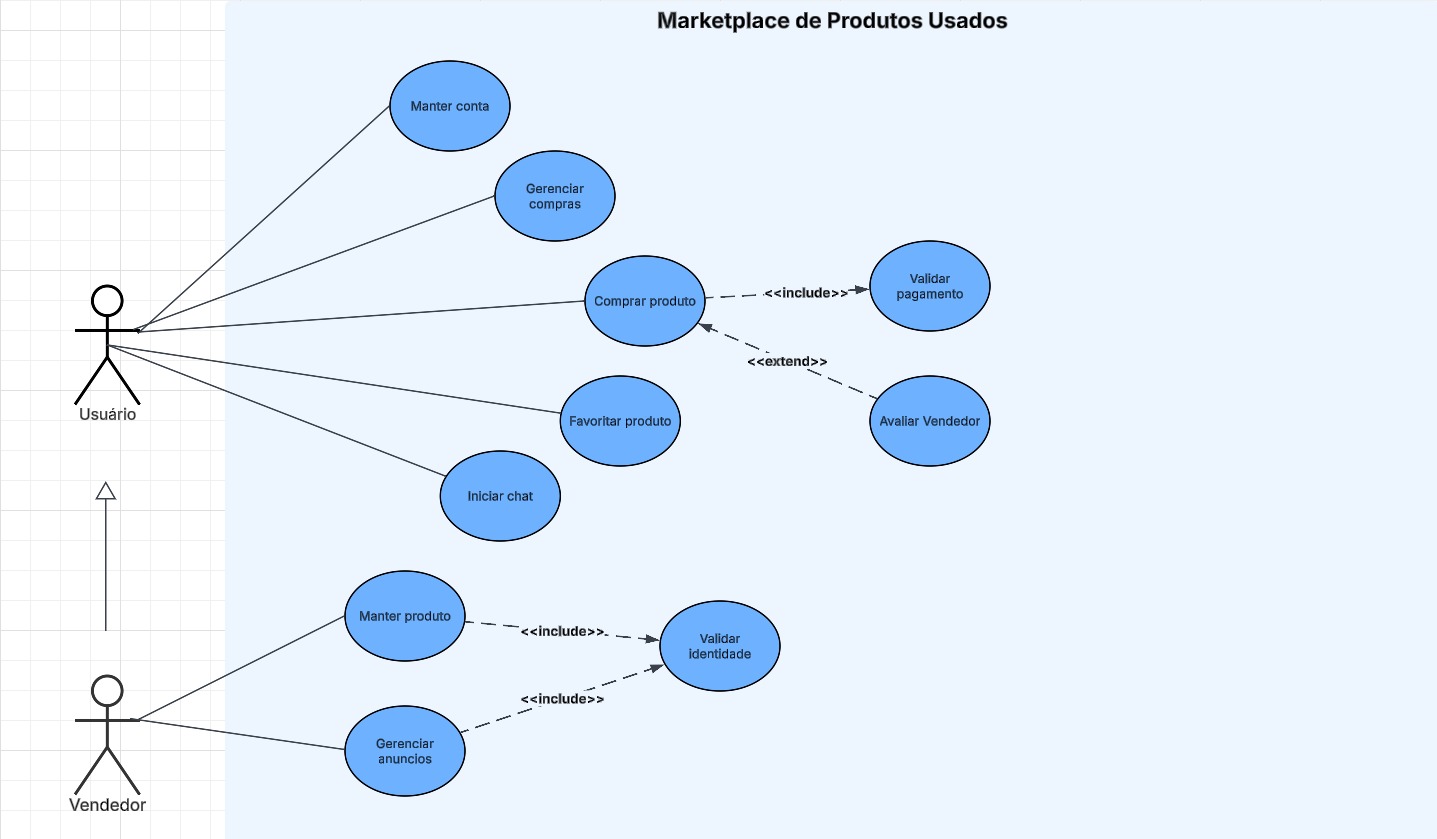 Marketplace de Produtos Usados
Manter conta
Gerenciar
compras
Comprar produto
<<include>>
Validar
pagamento
<<extend>>
Avaliar Vendedor
Usuário
Favoritar produto
Iniciar chat
Manter produto
<<include>>
Validar
identidade
<<include>>
Gerenciar
anuncios
Vendedor